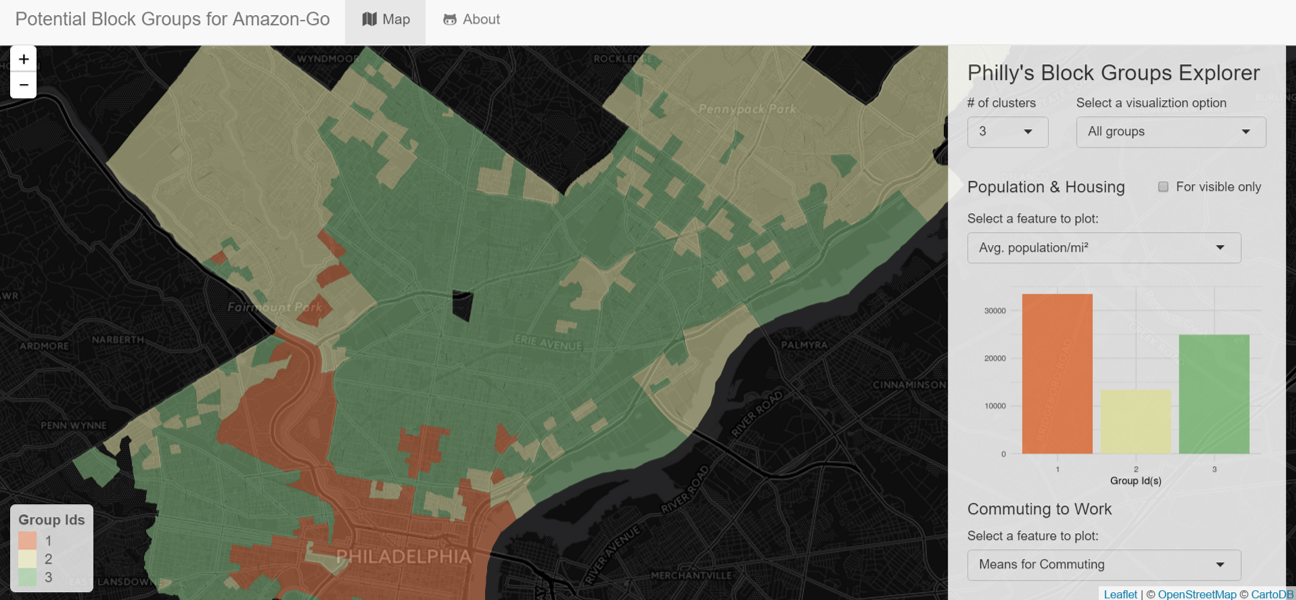 Potential Block Groups for Amazon-Go
Map
About
+
−
WYNDMOOR
ROCKLEDGE
Pennypack Park
Fairmount Park
ARDMORE
NARBERTH
ERIE AVENUE
PALMYRA
CINNAMINSON
PENN WYNNE
RIVER ROAD
RIVER ROAD
RIVER AVENUE
PHILADELPHIA
MERCHANTVILLE
LANSDOWN
Group Ids
1
2
3
Philly's Block Groups Explorer
# of clusters
Select a visualiztion option
3
All groups
Population & Housing
For visible only
Select a feature to plot:
Avg. population/mi²
30000
20000
10000
0
1
2
3
Group Id(s)
Commuting to Work
Select a feature to plot:
Means for Commuting
Leaflet | © OpenStreetMap © CartoDB